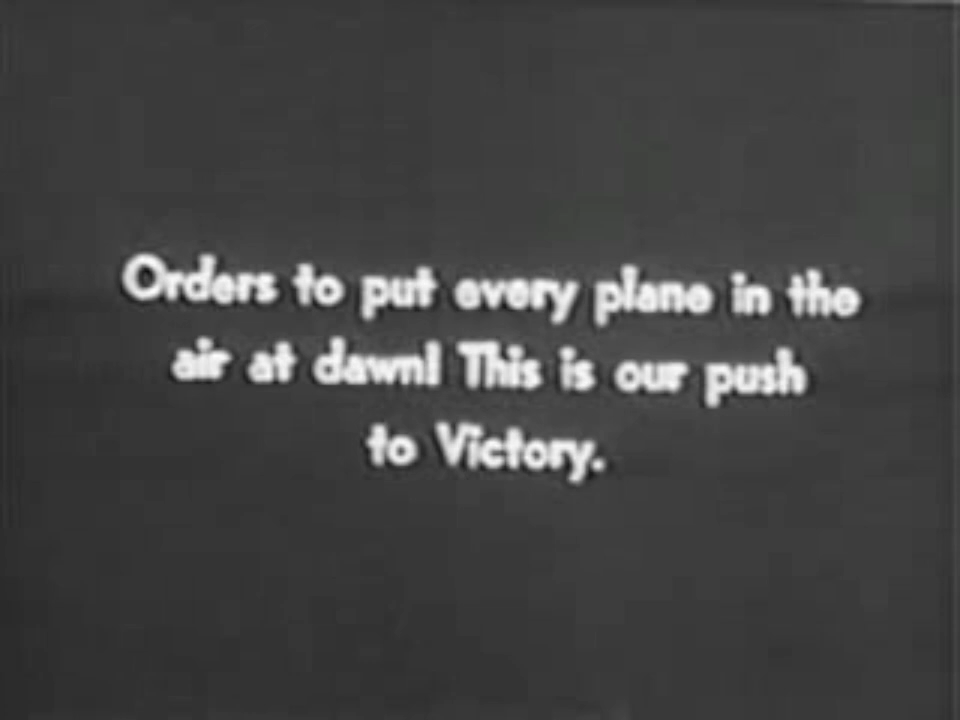 Orders to put every plane in the
air at dawn! This is our push
to Victory.